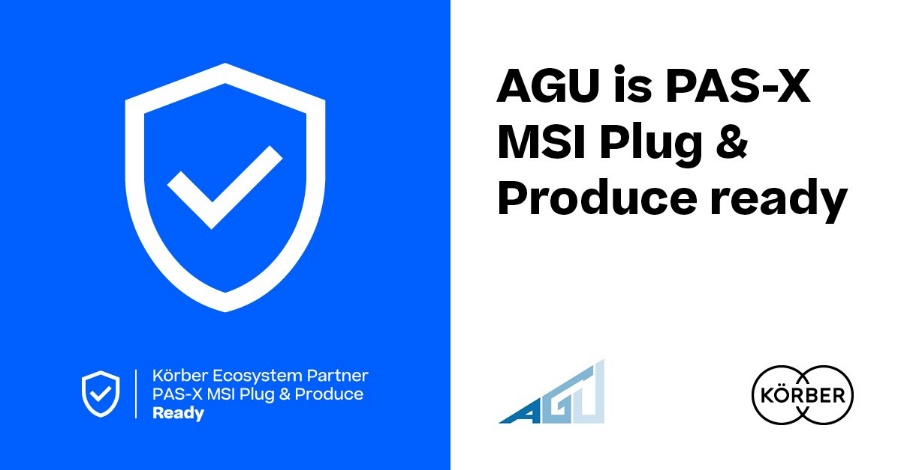 Körber Ecosystem Partner
PAS-X MSI Plug & Produce
Ready
AGU is PAS-X
MSI Plug &
Produce ready
AGU
KÖRBER